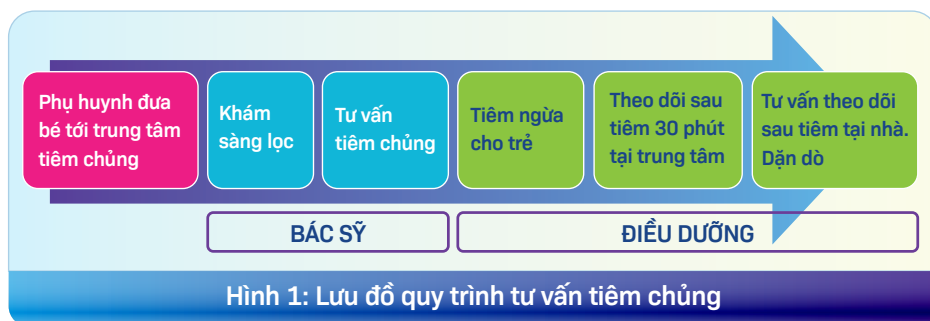 Phụ huynh đưa
bé tới trung tâm
tiêm chủng
Khám
sàng lọc
Tư vấn
tiêm chủng
Tiêm ngừa
cho trẻ
Theo dõi sau
tiêm 30 phút
tại trung tâm
Tư vấn theo dõi
sau tiêm tại nhà.
Dặn dò
BÁC SỸ
ĐIỀU DƯỠNG
Hình 1: Lưu đồ quy trình tư vấn tiêm chủng